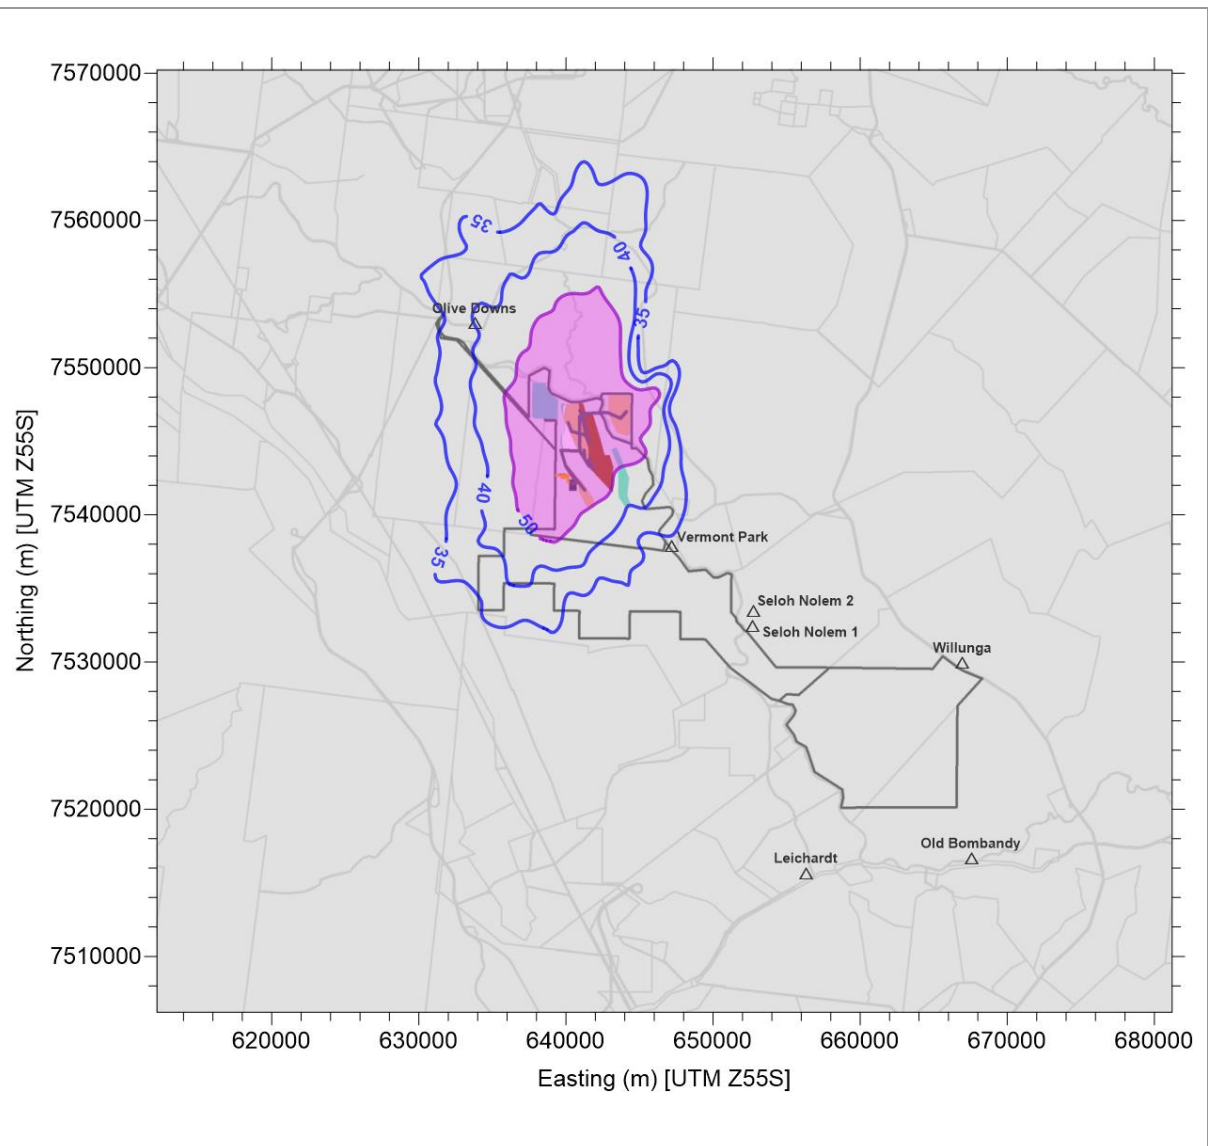 7570000
7560000
7550000
7540000
7530000
7520000
7510000
Northing (m) [UTM Z55S]
35
40
Olive Downs
35
40
50
35
Vermont Park
Seloh Nolem 2
Seloh Nolem 1
Willunga
Old Bombandy
Leichardt
620000 630000 640000 650000 660000 670000 680000
Easting (m) [UTM Z55S]